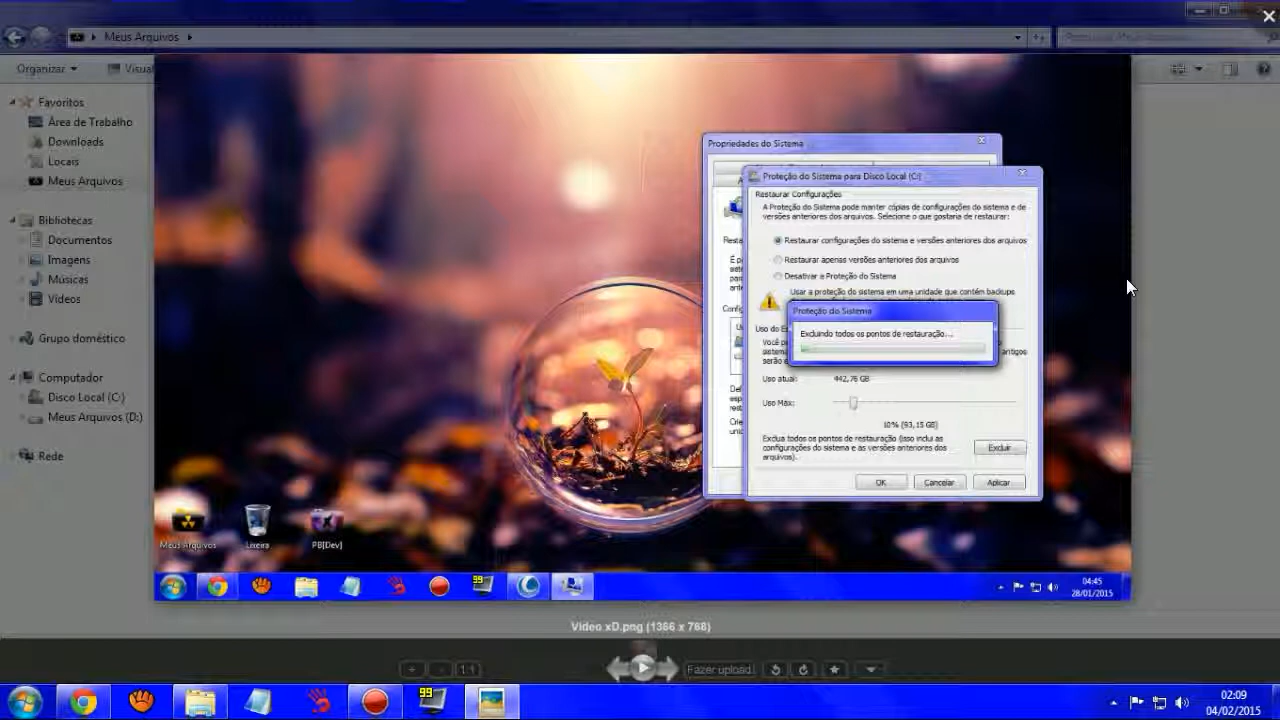 Meus Arquivos
Organizar
Favoritos
Área de Trabalho
Downloads
Locais
Meus Arquivos
Bibliotecas
Documentos
Imagens
Músicas
Vídeos
Grupo doméstico
Computador
Disco Local (C:)
Meus Arquivos (D:)
Rede
Propriedades do Sistema
Proteção do Sistema para Disco Local (C:)
Restaurar Configurações
A Proteção do Sistema pode manter cópias de configurações do sistema e de
versões anteriores dos arquivos. Selecione o que gostaria de restaurar:
Restaurar configurações do sistema e versões anteriores dos arquivos
Restaurar apenas versões anteriores dos arquivos
Desativar a Proteção do Sistema
Usar a proteção do sistema em uma unidade que contém backups
Proteção do Sistema
Excluindo todos os pontos de restauração...
Uso atual: 442,76 GB
Uso Máx:
10% (93,15 GB)
Exclua todos os pontos de restauração (isso inclui as
configurações do sistema e as versões anteriores dos
arquivos).
Excluir
OK
Cancelar
Aplicar
Meus Arquivos
Lixeira
PB[Dev]
99
04:45
28/01/2015
Video xD.png (1366 x 768)
1:1
Fazer upload
99
02:09
04/02/2015